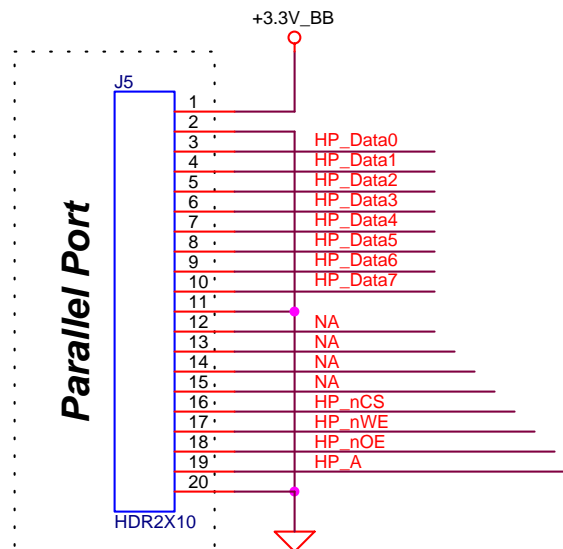 +3.3V_BB
J5
1
2
3 HP_Data0
4 HP_Data1
5 HP_Data2
6 HP_Data3
7 HP_Data4
8 HP_Data5
9 HP_Data6
10 HP_Data7
11
12 NA
13 NA
14 NA
15 NA
16 HP_nCS
17 HP_nWE
18 HP_nOE
19 HP_A
20
HDR2X10
Parallel Port